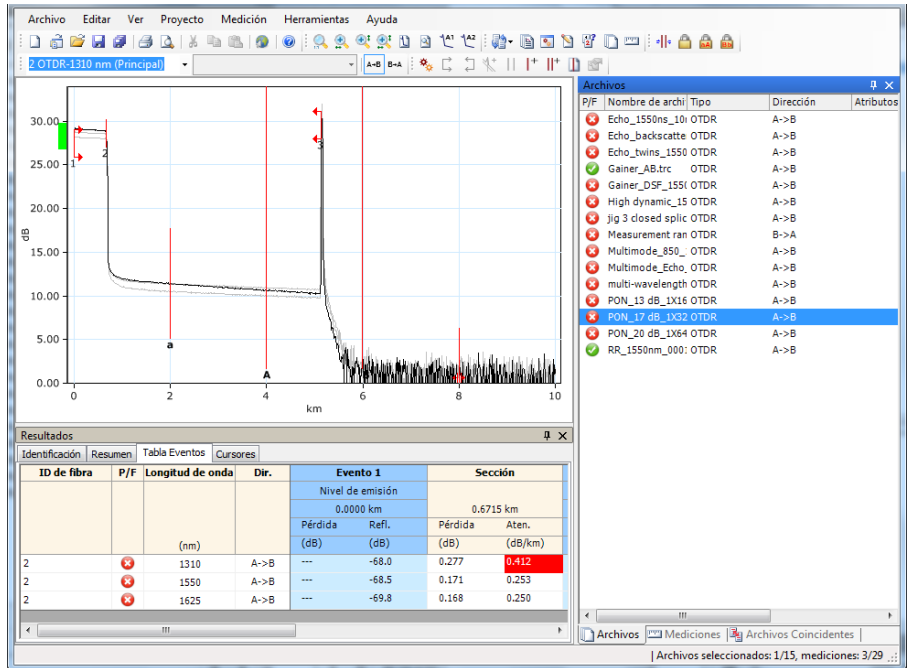 Archivo Editar Ver Proyecto Medición Herramientas Ayuda
2 OTDR-1310 nm (Principal)
A→B B→A
Archivos
P/F Nombre de archi Tipo Dirección Atributos
Echo_1550ns_10( OTDR A->B
Echo_backscatte OTDR A->B
Echo_twins_1550 OTDR A->B
Gainer_AB.trc OTDR A->B
Gainer_DSF_155( OTDR A->B
High dynamic_15 OTDR A->B
jig 3 closed splic OTDR A->B
Measurement ran OTDR B->A
Multimode_850_ OTDR A->B
Multimode_Echo_ OTDR A->B
multi-wavelength OTDR A->B
PON_13 dB_1X16 OTDR A->B
PON_17 dB_1X32 OTDR A->B
PON_20 dB_1X64 OTDR A->B
RR_1550nm_000: OTDR A->B
30.00
25.00
20.00
15.00
10.00
5.00
0.00
dB
1
2
3
a
A
0 2 4 6 8 10
km
Resultados
Identificación Resumen Tabla Eventos Cursores
ID de fibra P/F Longitud de onda Dir. Evento 1 Sección
Nivel de emisión
0.0000 km 0.6715 km
Pérdida Refl. Pérdida Aten.
(nm) (dB) (dB) (dB) (dB/km)
2 1310 A->B --- -68.0 0.277 0.412
2 1550 A->B --- -68.5 0.171 0.253
2 1625 A->B --- -69.8 0.168 0.250
Archivos Mediciones Archivos Coincidentes
Archivos seleccionados: 1/15, mediciones: 3/29